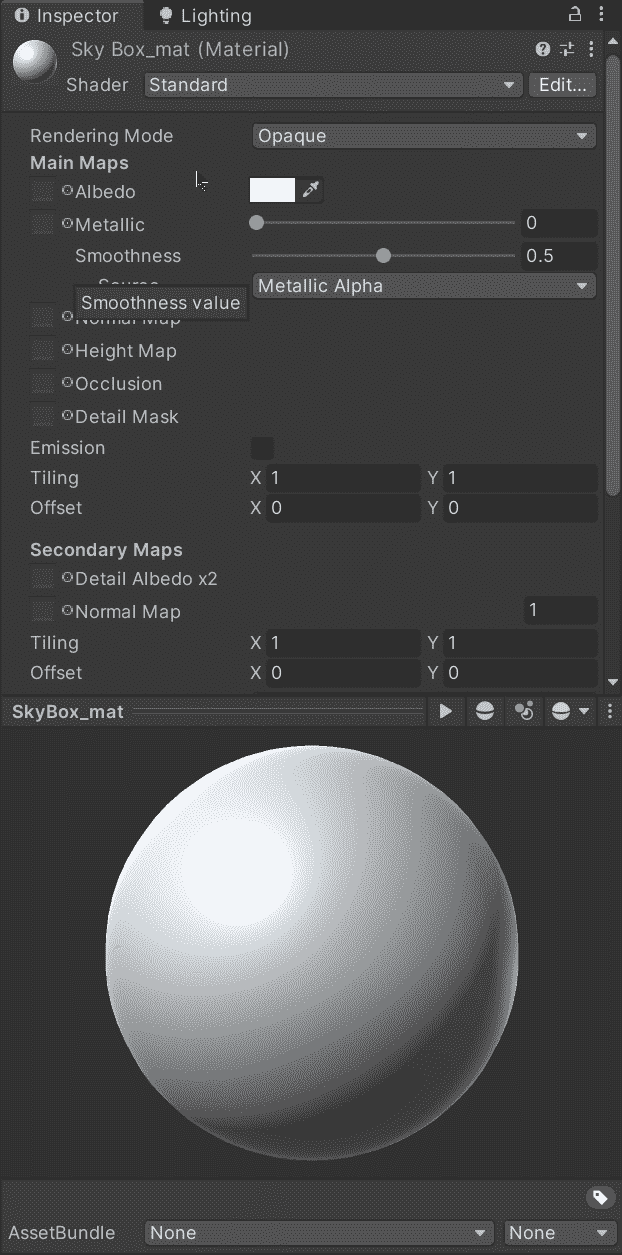 Inspector
Lighting
Sky Box_mat (Material)
Shader Standard Edit...
Rendering Mode Opaque
Main Maps
Albedo
Metallic 0
Smoothness 0.5
Source Metallic Alpha
Smoothness value
Normal Map
Height Map
Occlusion
Detail Mask
Emission
Tiling X 1 Y 1
Offset X 0 Y 0
Secondary Maps
Detail Albedo x2
Normal Map 1
Tiling X 1 Y 1
Offset X 0 Y 0
SkyBox_mat
AssetBundle None None